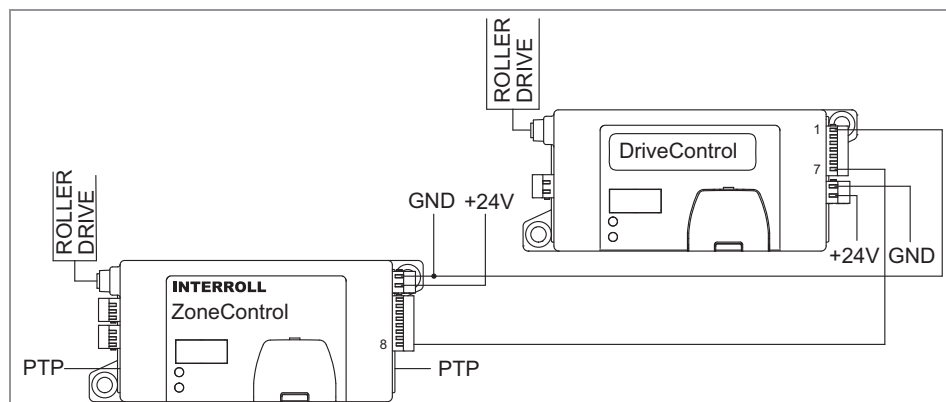 ROLLER
DRIVE
1
DriveControl
7
ROLLER
DRIVE
GND +24V
+24V GND
INTERROLL
ZoneControl
8
PTP
PTP